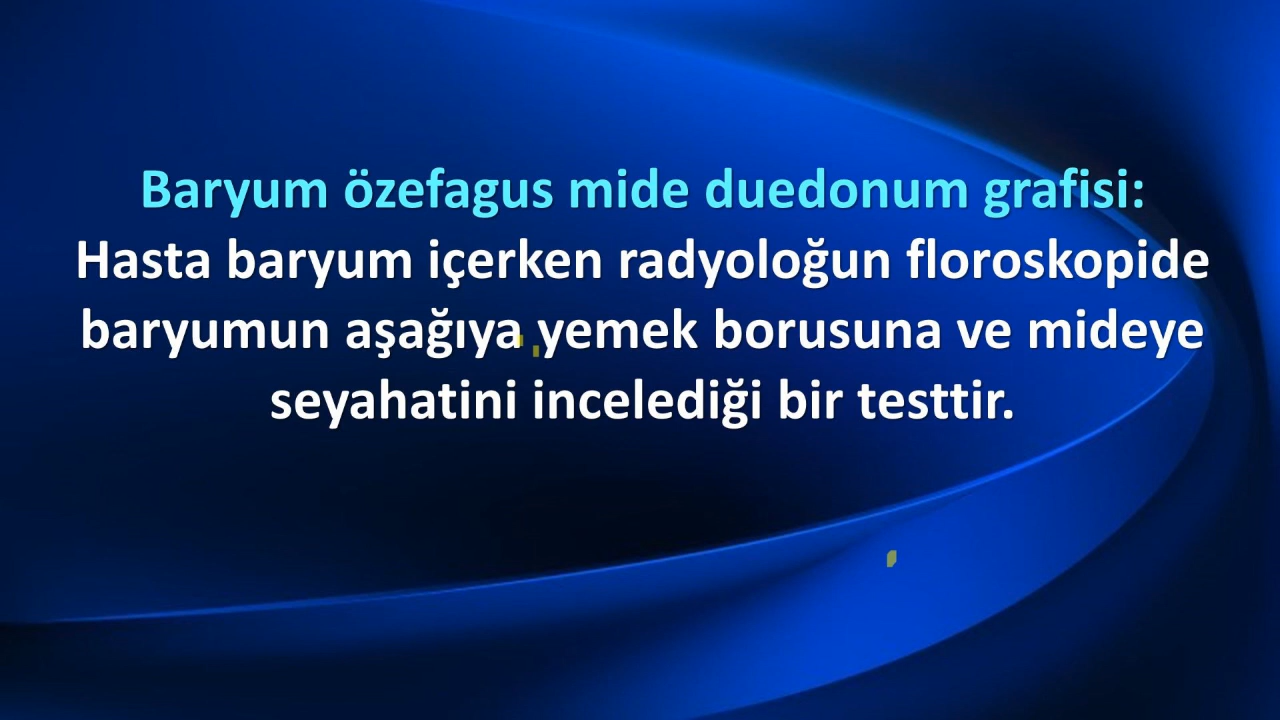 Baryum özefagus mide duedonum grafisi:
Hasta baryum içerken radyoloğun floroskopide
baryumun aşağıya yemek borusuna ve mideye
seyahatini incelediği bir testtir.